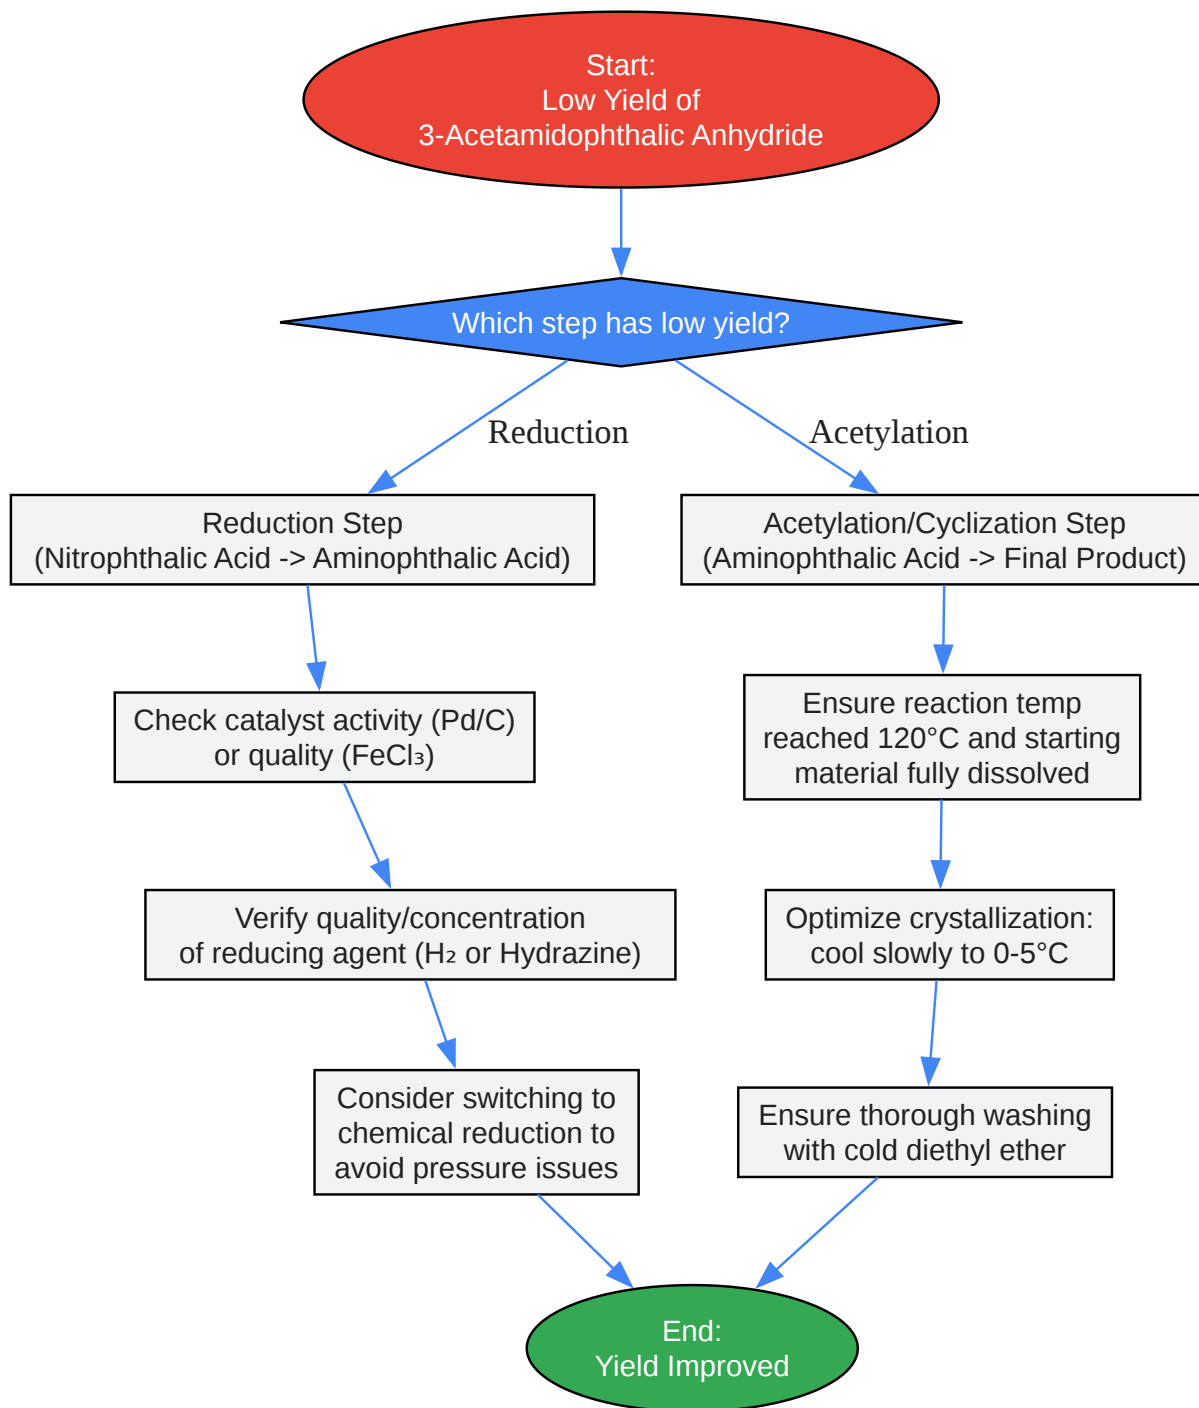 Start:
Low Yield of
3-Acetamidophthalic Anhydride
Which step has low yield?
Reduction
Acetylation
Reduction Step
(Nitrophthalic Acid -> Aminophthalic Acid)
Acetylation/Cyclization Step
(Aminophthalic Acid -> Final Product)
Check catalyst activity (Pd/C)
or quality (FeCl₃)
Ensure reaction temp
reached 120°C and starting
material fully dissolved
Verify quality/concentration
of reducing agent (H₂ or Hydrazine)
Optimize crystallization:
cool slowly to 0-5°C
Consider switching to
chemical reduction to
avoid pressure issues
Ensure thorough washing
with cold diethyl ether
End:
Yield Improved